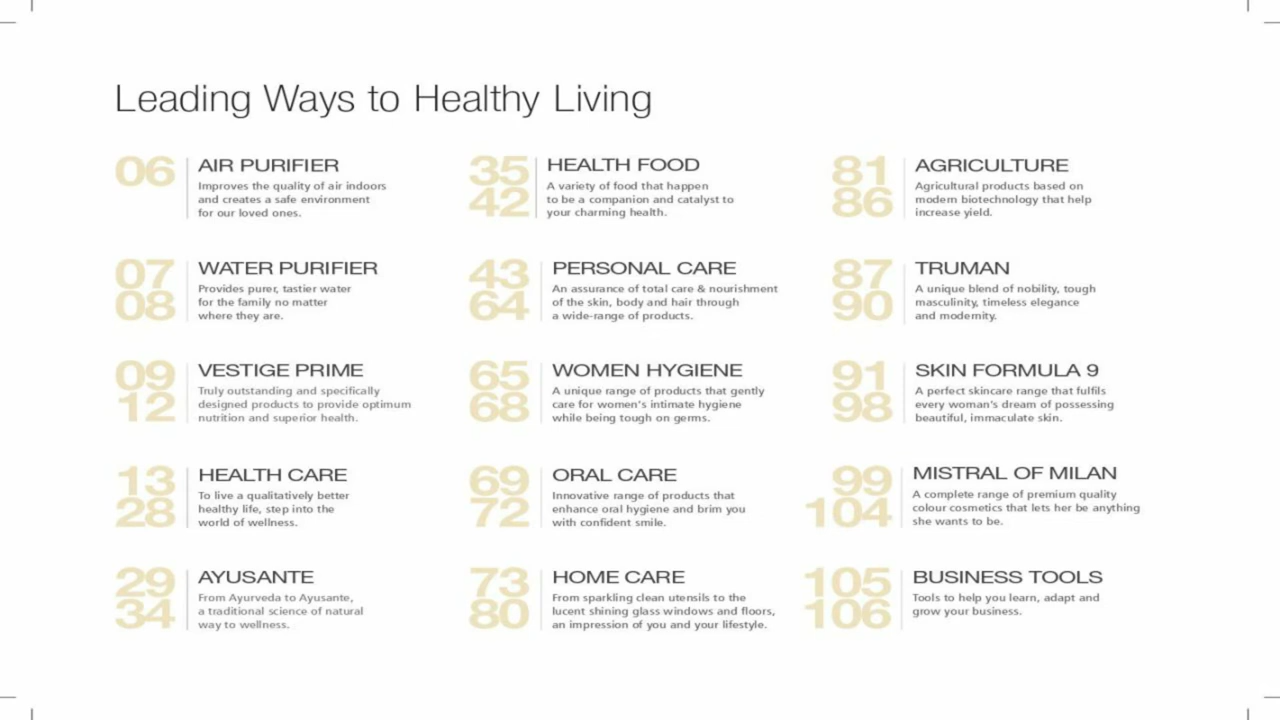 Leading Ways to Healthy Living
06
AIR PURIFIER
Improves the quality of air indoors
and creates a safe environment
for our loved ones.
07
08
WATER PURIFIER
Provides purer, tastier water
for the family no matter
where they are.
09
12
VESTIGE PRIME
Truly outstanding and specifically
designed products to provide optimum
nutrition and superior health.
13
28
HEALTH CARE
To live a qualitatively better
healthy life, step into the
world of wellness.
29
34
AYUSANTE
From Ayurveda to Ayusante,
a traditional science of natural
way to wellness.
35
42
HEALTH FOOD
A variety of food that happen
to be a companion and catalyst to
your charming health.
43
64
PERSONAL CARE
An assurance of total care & nourishment
of the skin, body and hair through
a wide-range of products.
65
68
WOMEN HYGIENE
A unique range of products that gently
care for women's intimate hygiene
while being tough on germs.
69
72
ORAL CARE
Innovative range of products that
enhance oral hygiene and brim you
with confident smile.
73
80
HOME CARE
From sparkling clean utensils to the
lucent shining glass windows and floors,
an impression of you and your lifestyle.
81
86
AGRICULTURE
Agricultural products based on
modern biotechnology that help
increase yield.
87
90
TRUMAN
A unique blend of nobility, tough
masculinity, timeless elegance
and modernity.
91
98
SKIN FORMULA 9
A perfect skincare range that fulfils
every woman's dream of possessing
beautiful, immaculate skin.
99
104
MISTRAL OF MILAN
A complete range of premium quality
colour cosmetics that lets her be anything
she wants to be.
105
106
BUSINESS TOOLS
Tools to help you learn, adapt and
grow your business.